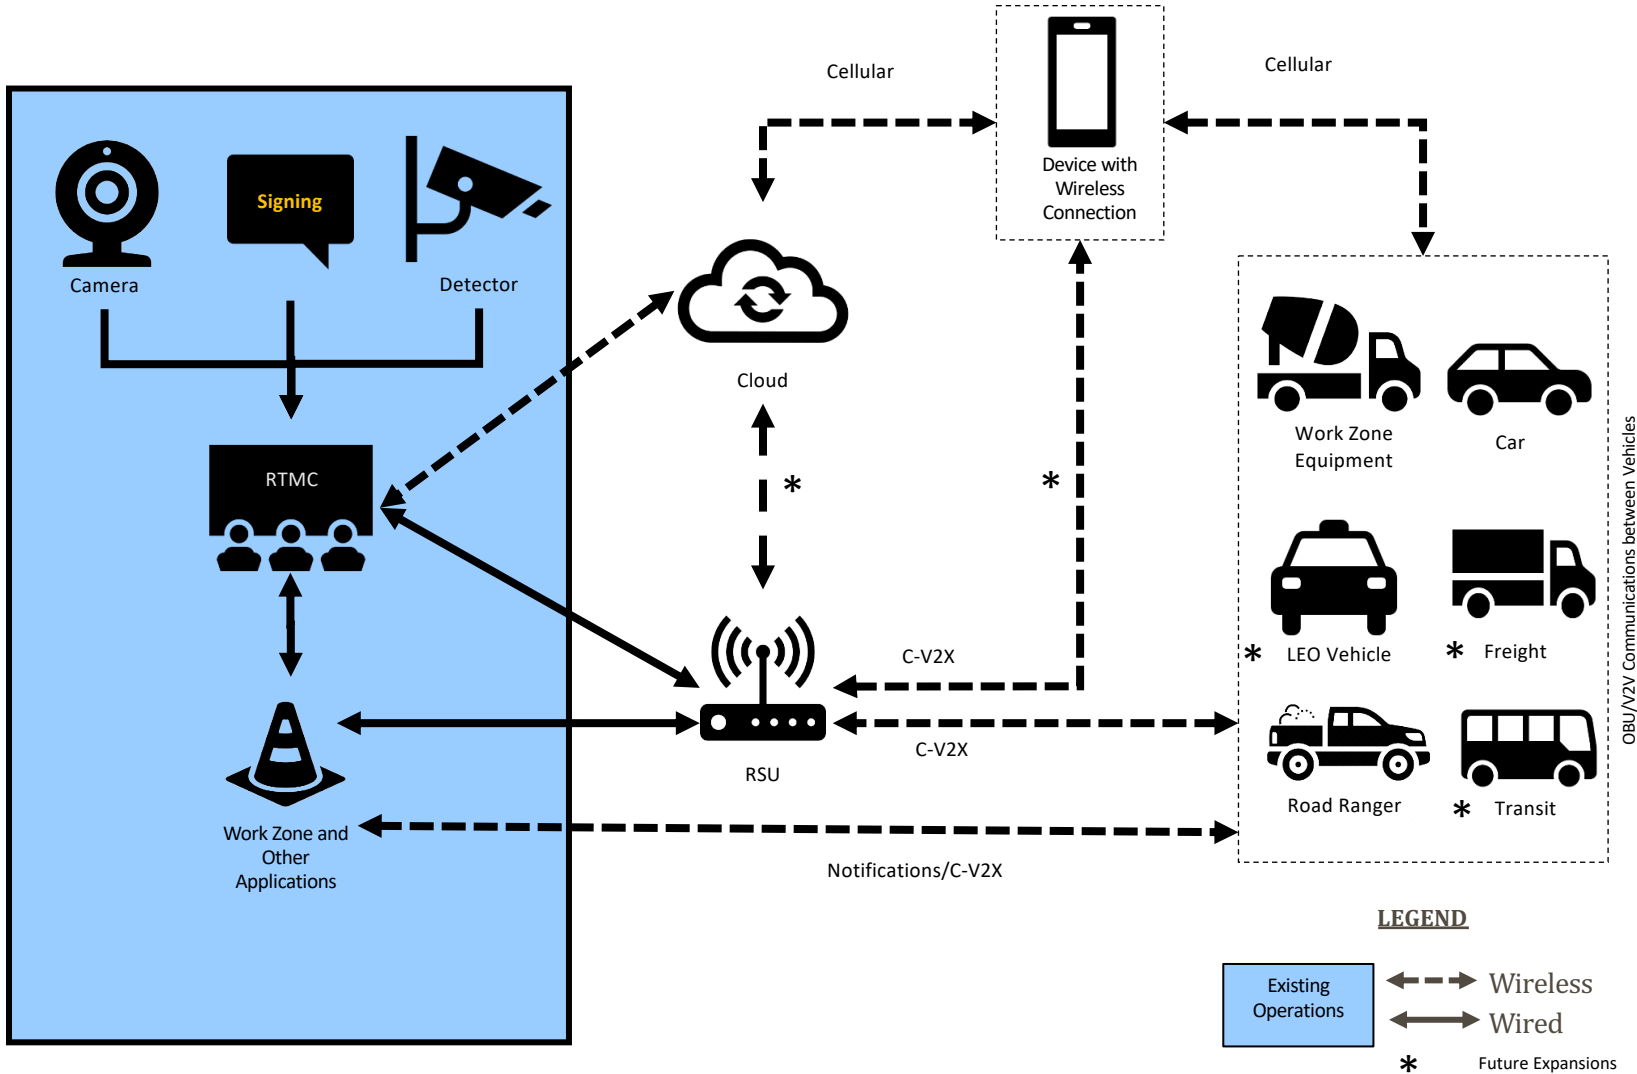 Cellular
Cellular
Device with
Wireless
Connection
Signing
Camera
Detector
Cloud
RTMC
*
*
Work Zone
Equipment
Car
OBU/V2V Communications between Vehicles
* LEO Vehicle
* Freight
C-V2X
C-V2X
RSU
Road Ranger
* Transit
Work Zone and
Other
Applications
Notifications/C-V2X
LEGEND
Existing
Operations
Wireless
Wired
* Future Expansions